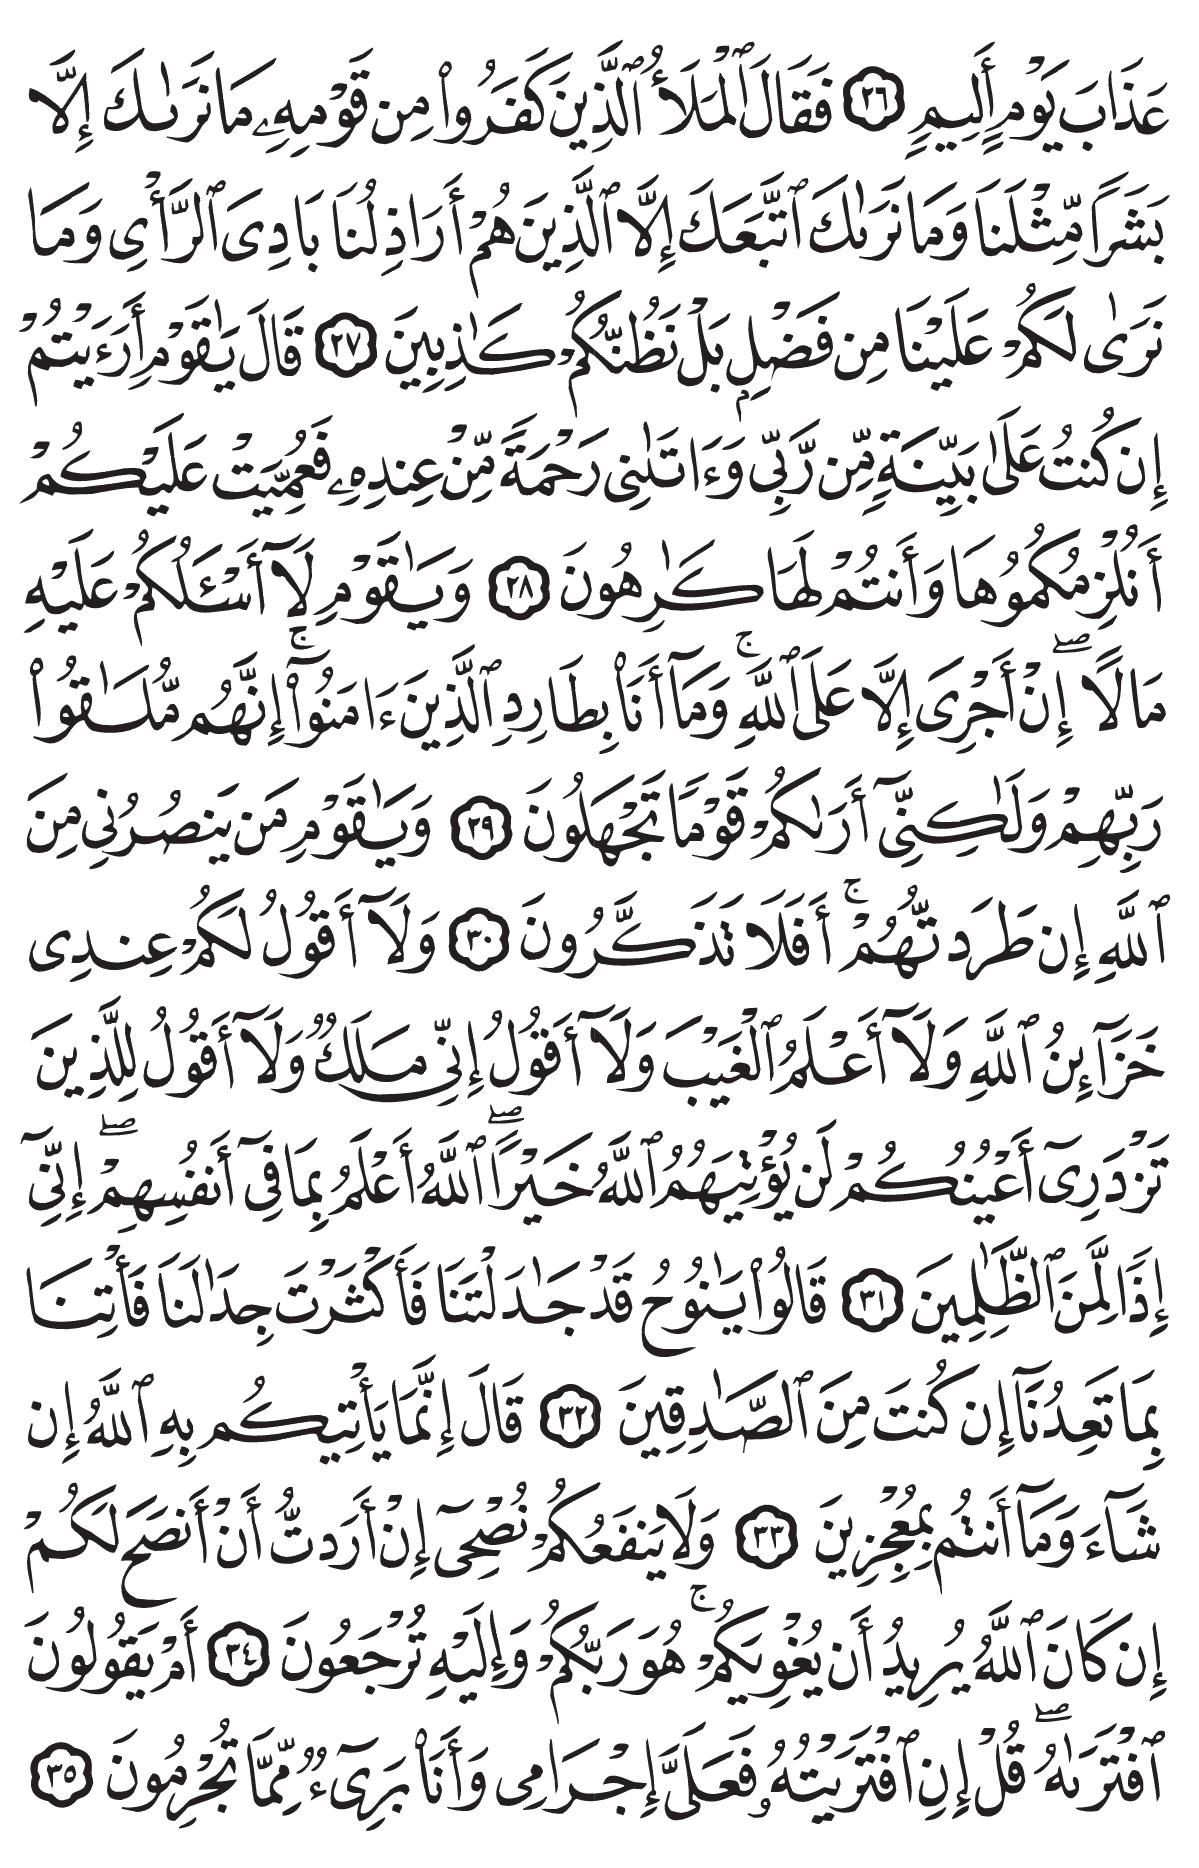 عَذَابَ يَوْمٍ أَلِيمٍ ٢٦ فَقَالَ ٱلْمَلَأُ ٱلَّذِينَ كَفَرُوا۟ مِن قَوْمِهِۦ مَا نَرَىٰكَ إِلَّا
بَشَرًا مِّثْلَنَا وَمَا نَرَىٰكَ ٱتَّبَعَكَ إِلَّا ٱلَّذِينَ هُمْ أَرَاذِلُنَا بَادِىَ ٱلرَّأْىِ وَمَا
نَرَىٰ لَكُمْ عَلَيْنَا مِن فَضْلٍۭ بَلْ نَظُنُّكُمْ كَـٰذِبِينَ ٢٧ قَالَ يَـٰقَوْمِ أَرَءَيْتُمْ
إِن كُنتُ عَلَىٰ بَيِّنَةٍ مِّن رَّبِّى وَءَاتَىٰنِى رَحْمَةً مِّنْ عِندِهِۦ فَعُمِّيَتْ عَلَيْكُمْ
أَنُلْزِمُكُمُوهَا وَأَنتُمْ لَهَا كَـٰرِهُونَ ٢٨ وَيَـٰقَوْمِ لَآ أَسْـَٔلُكُمْ عَلَيْهِ
مَالًا ۖ إِنْ أَجْرِىَ إِلَّا عَلَى ٱللَّهِ ۚ وَمَآ أَنَا۠ بِطَارِدِ ٱلَّذِينَ ءَامَنُوٓا۟ ۚ إِنَّهُم مُّلَـٰقُوا۟
رَبِّهِمْ وَلَـٰكِنِّىٓ أَرَىٰكُمْ قَوْمًا تَجْهَلُونَ ٢٩ وَيَـٰقَوْمِ مَن يَنصُرُنِى مِنَ
ٱللَّهِ إِن طَرَدتُّهُمْ ۚ أَفَلَا تَذَكَّرُونَ ٣٠ وَلَآ أَقُولُ لَكُمْ عِندِى
خَزَآئِنُ ٱللَّهِ وَلَآ أَعْلَمُ ٱلْغَيْبَ وَلَآ أَقُولُ إِنِّى مَلَكٌ وَلَآ أَقُولُ لِلَّذِينَ
تَزْدَرِىٓ أَعْيُنُكُمْ لَن يُؤْتِيَهُمُ ٱللَّهُ خَيْرًا ۖ ٱللَّهُ أَعْلَمُ بِمَا فِىٓ أَنفُسِهِمْ ۖ إِنِّىٓ
إِذًا لَّمِنَ ٱلظَّـٰلِمِينَ ٣١ قَالُوا۟ يَـٰنُوحُ قَدْ جَـٰدَلْتَنَا فَأَكْثَرْتَ جِدَٰلَنَا فَأْتِنَا
بِمَا تَعِدُنَآ إِن كُنتَ مِنَ ٱلصَّـٰدِقِينَ ٣٢ قَالَ إِنَّمَا يَأْتِيكُم بِهِ ٱللَّهُ إِن
شَآءَ وَمَآ أَنتُم بِمُعْجِزِينَ ٣٣ وَلَا يَنفَعُكُمْ نُصْحِىٓ إِنْ أَرَدتُّ أَنْ أَنصَحَ لَكُمْ
إِن كَانَ ٱللَّهُ يُرِيدُ أَن يُغْوِيَكُمْ ۚ هُوَ رَبُّكُمْ وَإِلَيْهِ تُرْجَعُونَ ٣٤ أَمْ يَقُولُونَ
ٱفْتَرَىٰهُ ۖ قُلْ إِنِ ٱفْتَرَيْتُهُۥ فَعَلَىَّ إِجْرَامِى وَأَنَا۠ بَرِىٓءٌ مِّمَّا تُجْرِمُونَ ٣٥